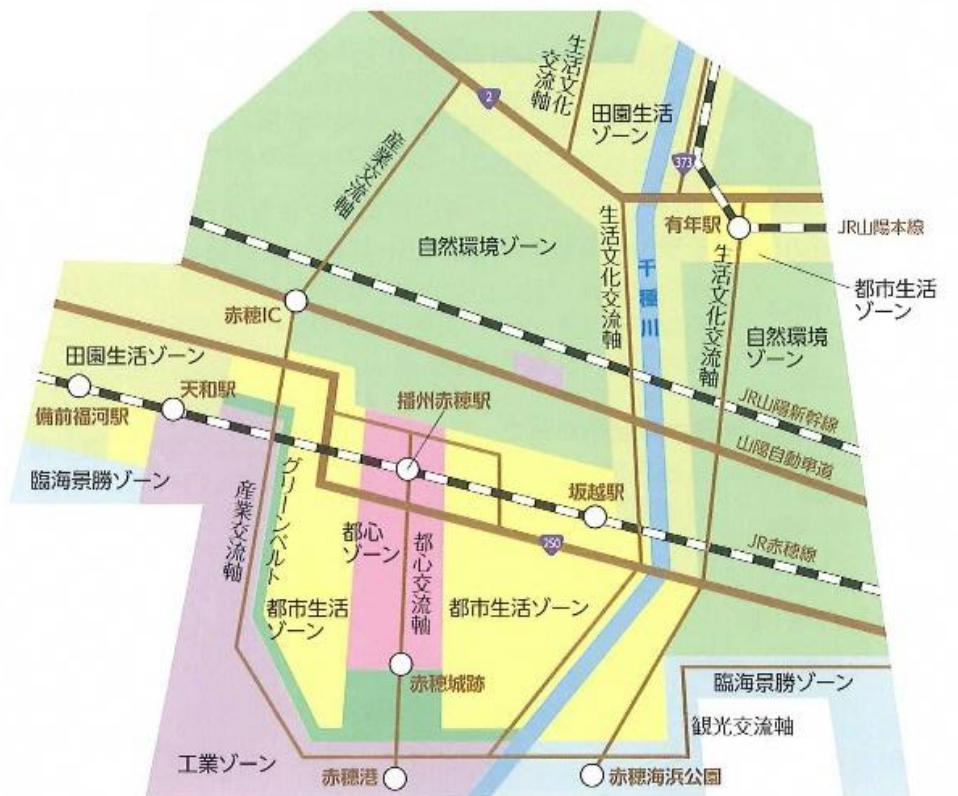 生活文化
交流軸
2
田園生活
ゾーン
産業交流軸
373
生活文化交流軸
有年駅
JR山陽本線
自然環境ゾーン
千種川
生活文化交流軸
都市生活
ゾーン
赤穂IC
自然環境
ゾーン
田園生活ゾーン
天和駅
備前福河駅
播州赤穂駅
JR山陽新幹線
山陽自動車道
臨海景勝ゾーン
産業交流軸
グリーンベルト
坂越駅
都心
ゾーン
都心交流軸
250
JR赤穂線
都市生活
ゾーン
都市生活ゾーン
赤穂城跡
臨海景勝ゾーン
観光交流軸
工業ゾーン
赤穂港
赤穂海浜公園